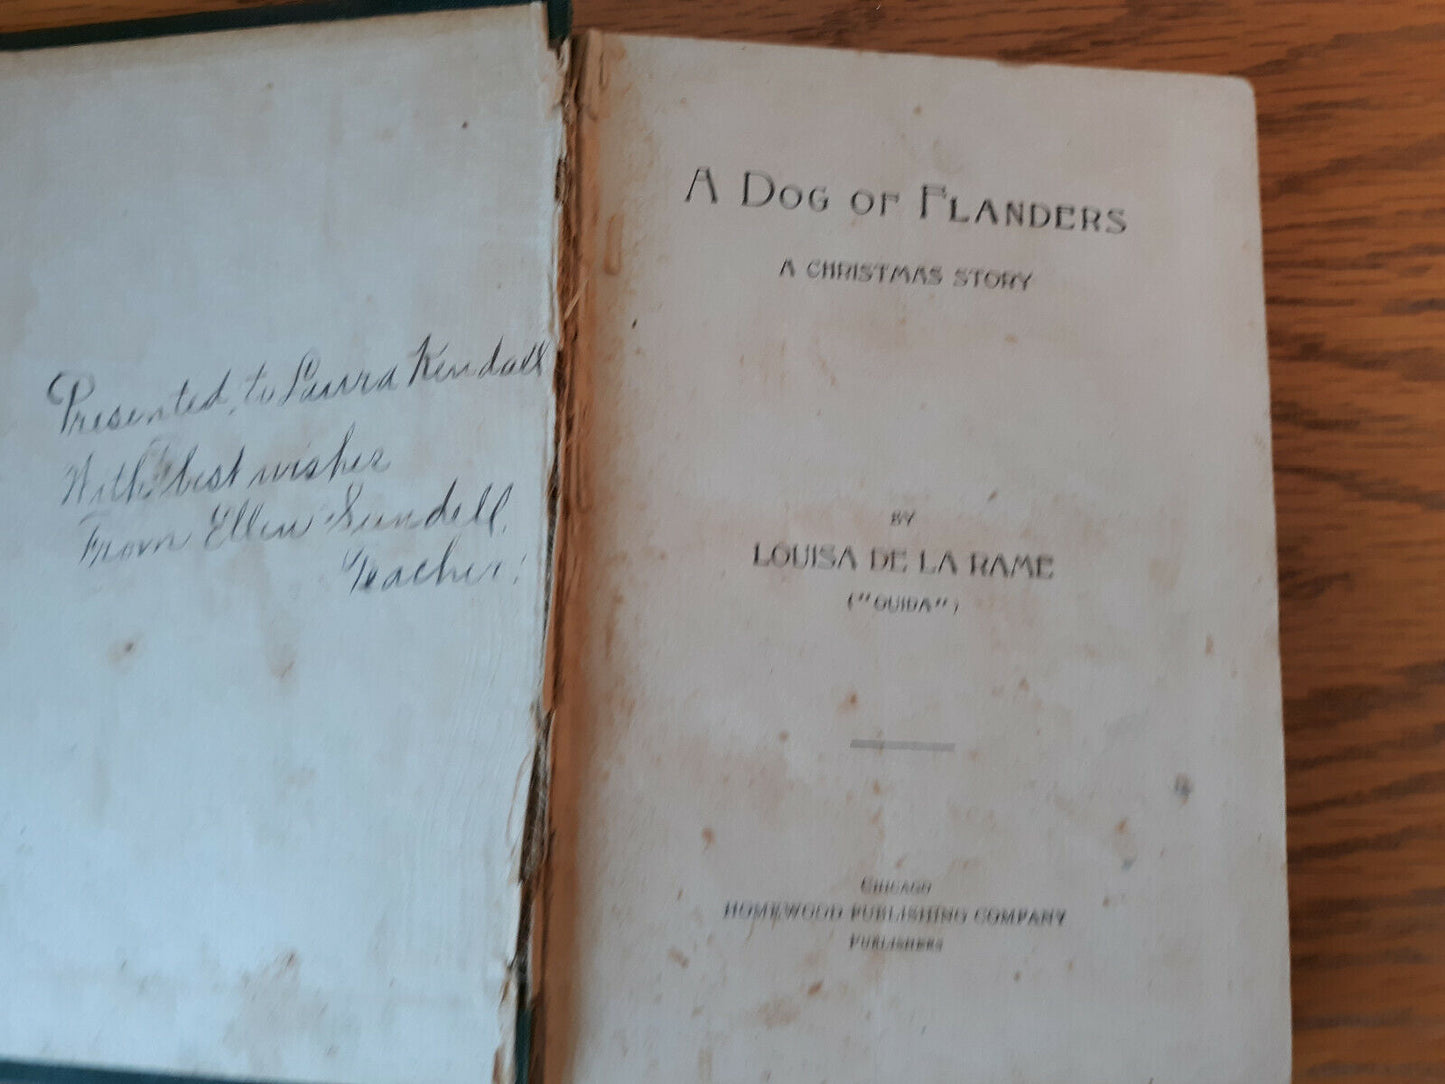 Presented to Laura Kendall
With best wishes
From Ellen Sundell.
Teacher.
A DOG OF FLANDERS
A CHRISTMAS STORY
BY
LOUISA DE LA RAME
("OUIDA")
CHICAGO
HOMEWOOD PUBLISHING COMPANY
PUBLISHERS